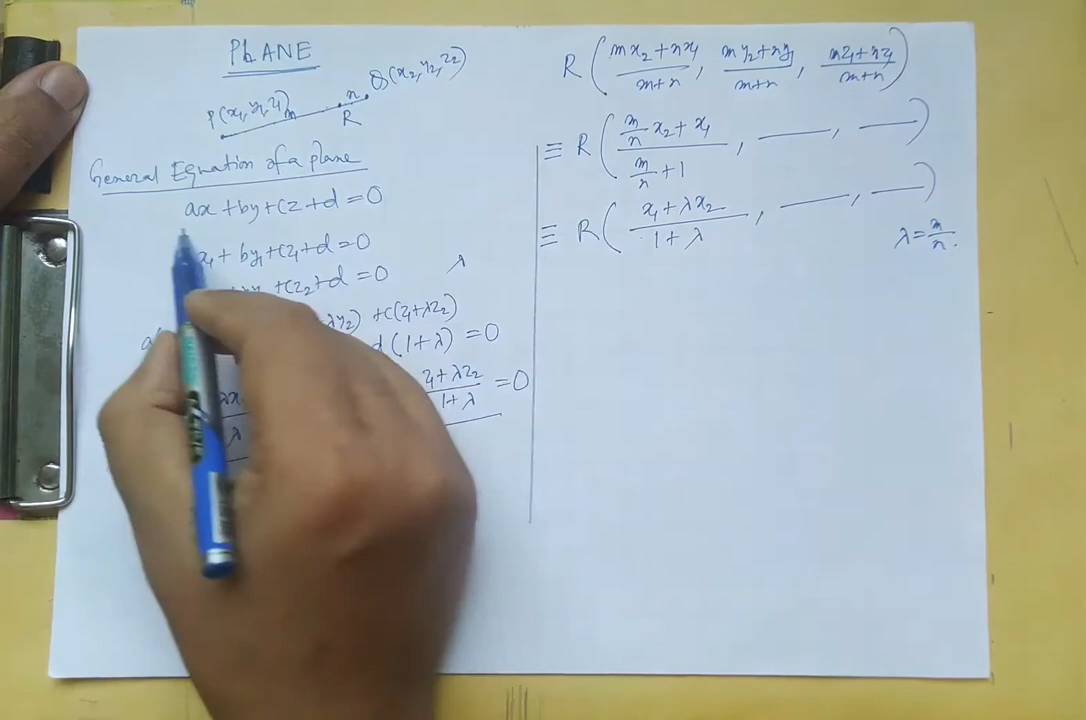 PLANE
P(x₁, y₁, z₁) m n Q(x₂, y₂, z₂)
R
General Equation of a plane
ax + by + cz + d = 0
x₁ + by₁ + cz₁ + d = 0
+ cz₂ + d = 0
λ
λy₂) + c(z₁ + λz₂)
d(1 + λ) = 0
z₁ + λz₂ / 1 + λ = 0
λ
R ( mx₂ + nx₁ / m+n , my₂ + ny₁ / m+n , mz₁ + nz₁ / m+n )
≡ R ( m/n x₂ + x₁ / m/n + 1 , —— , —— )
≡ R ( x₁ + λx₂ / 1 + λ , —— , —— )
λ = m/n .